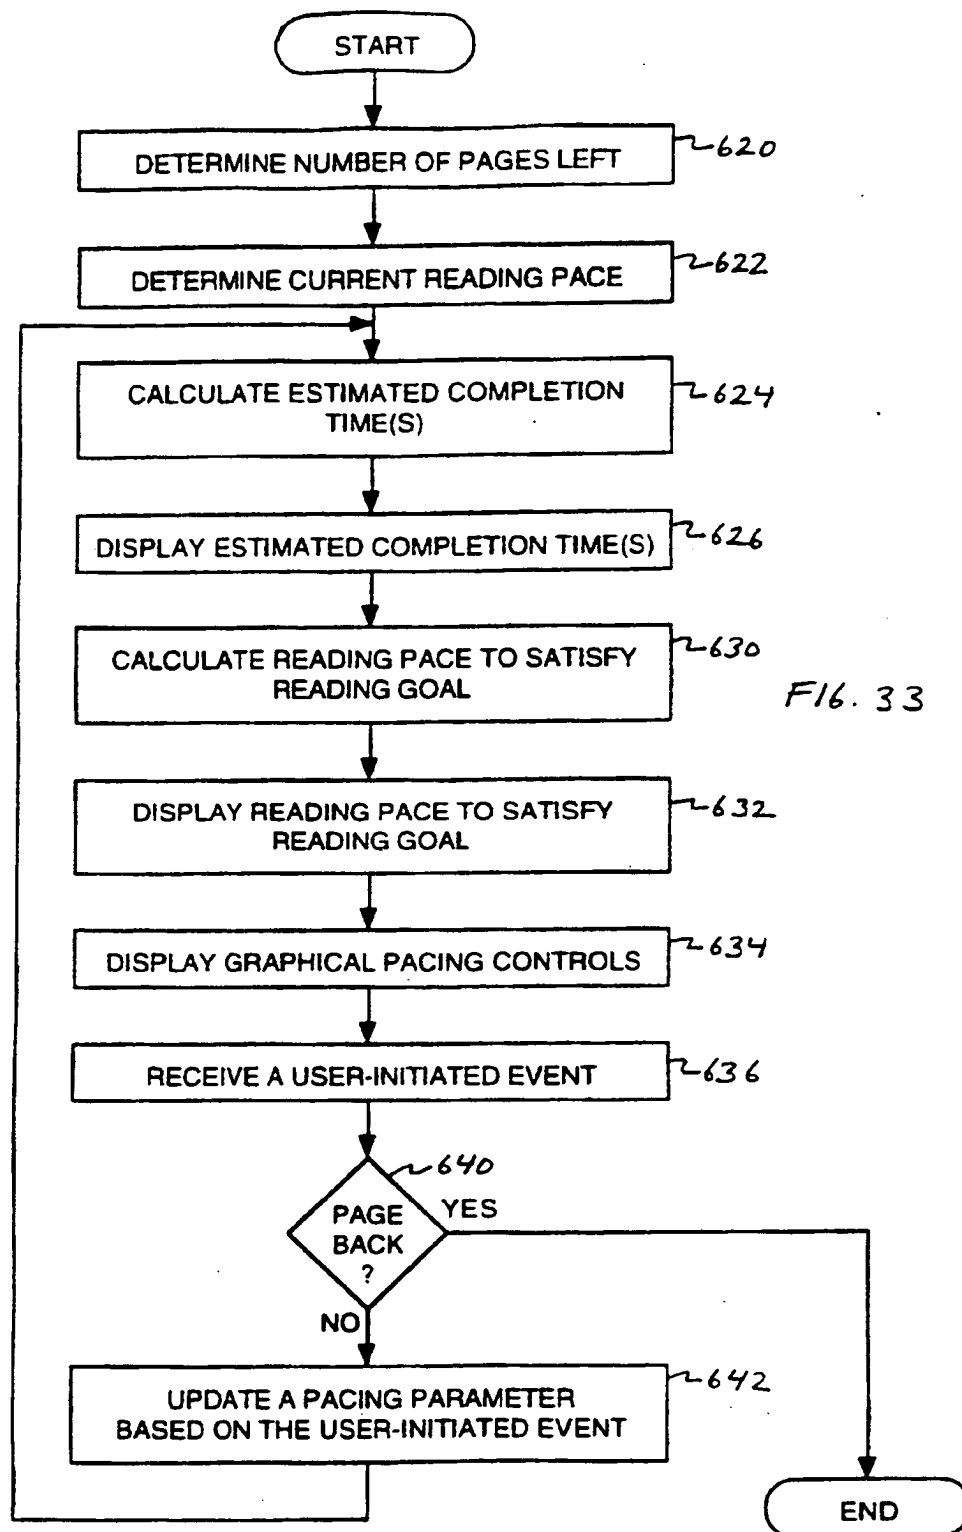 START
DETERMINE NUMBER OF PAGES LEFT
620
DETERMINE CURRENT READING PACE
622
CALCULATE ESTIMATED COMPLETION
TIME(S)
624
DISPLAY ESTIMATED COMPLETION TIME(S)
626
CALCULATE READING PACE TO SATISFY
READING GOAL
630
FIG. 33
DISPLAY READING PACE TO SATISFY
READING GOAL
632
DISPLAY GRAPHICAL PACING CONTROLS
634
RECEIVE A USER-INITIATED EVENT
636
640
PAGE
BACK
?
YES
NO
UPDATE A PACING PARAMETER
BASED ON THE USER-INITIATED EVENT
642
END